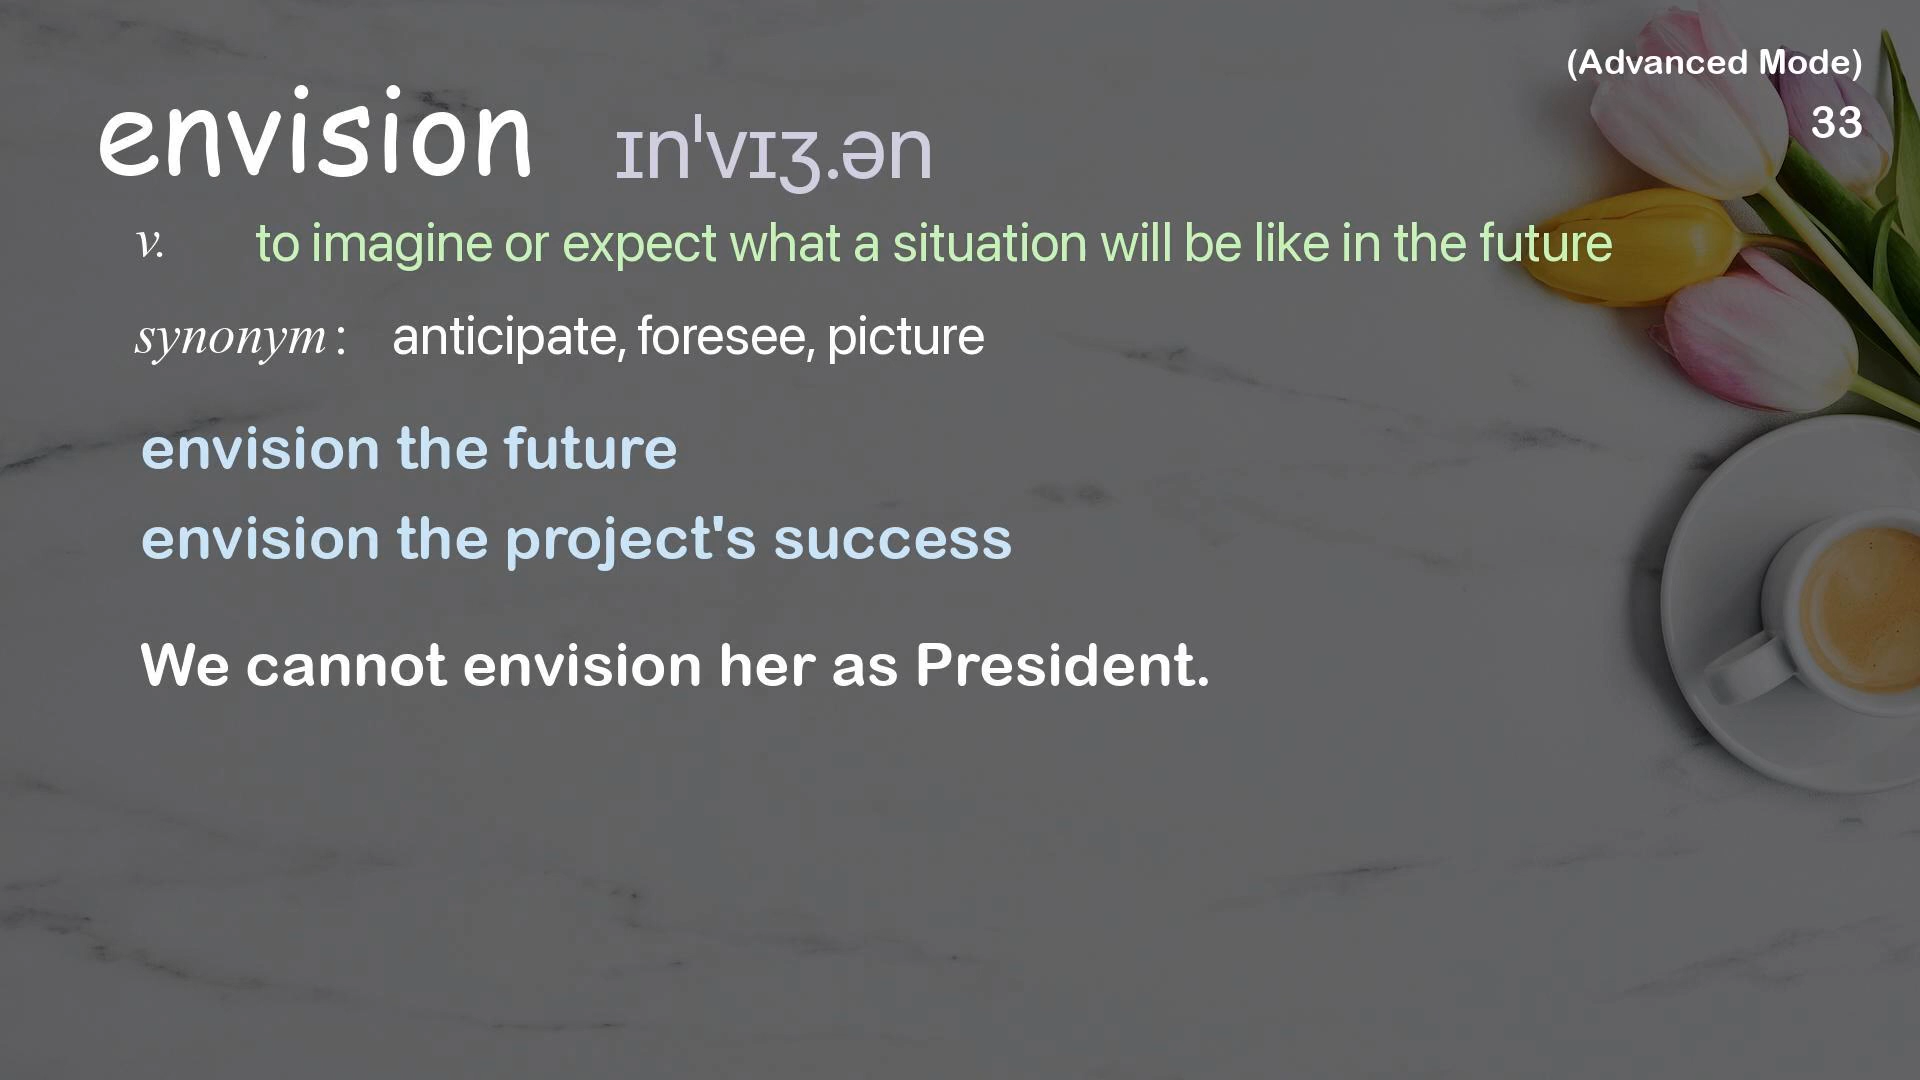 (Advanced Mode)
33
envision ɪnˈvɪʒ.ən
v. to imagine or expect what a situation will be like in the future
synonym: anticipate, foresee, picture
envision the future
envision the project's success
We cannot envision her as President.